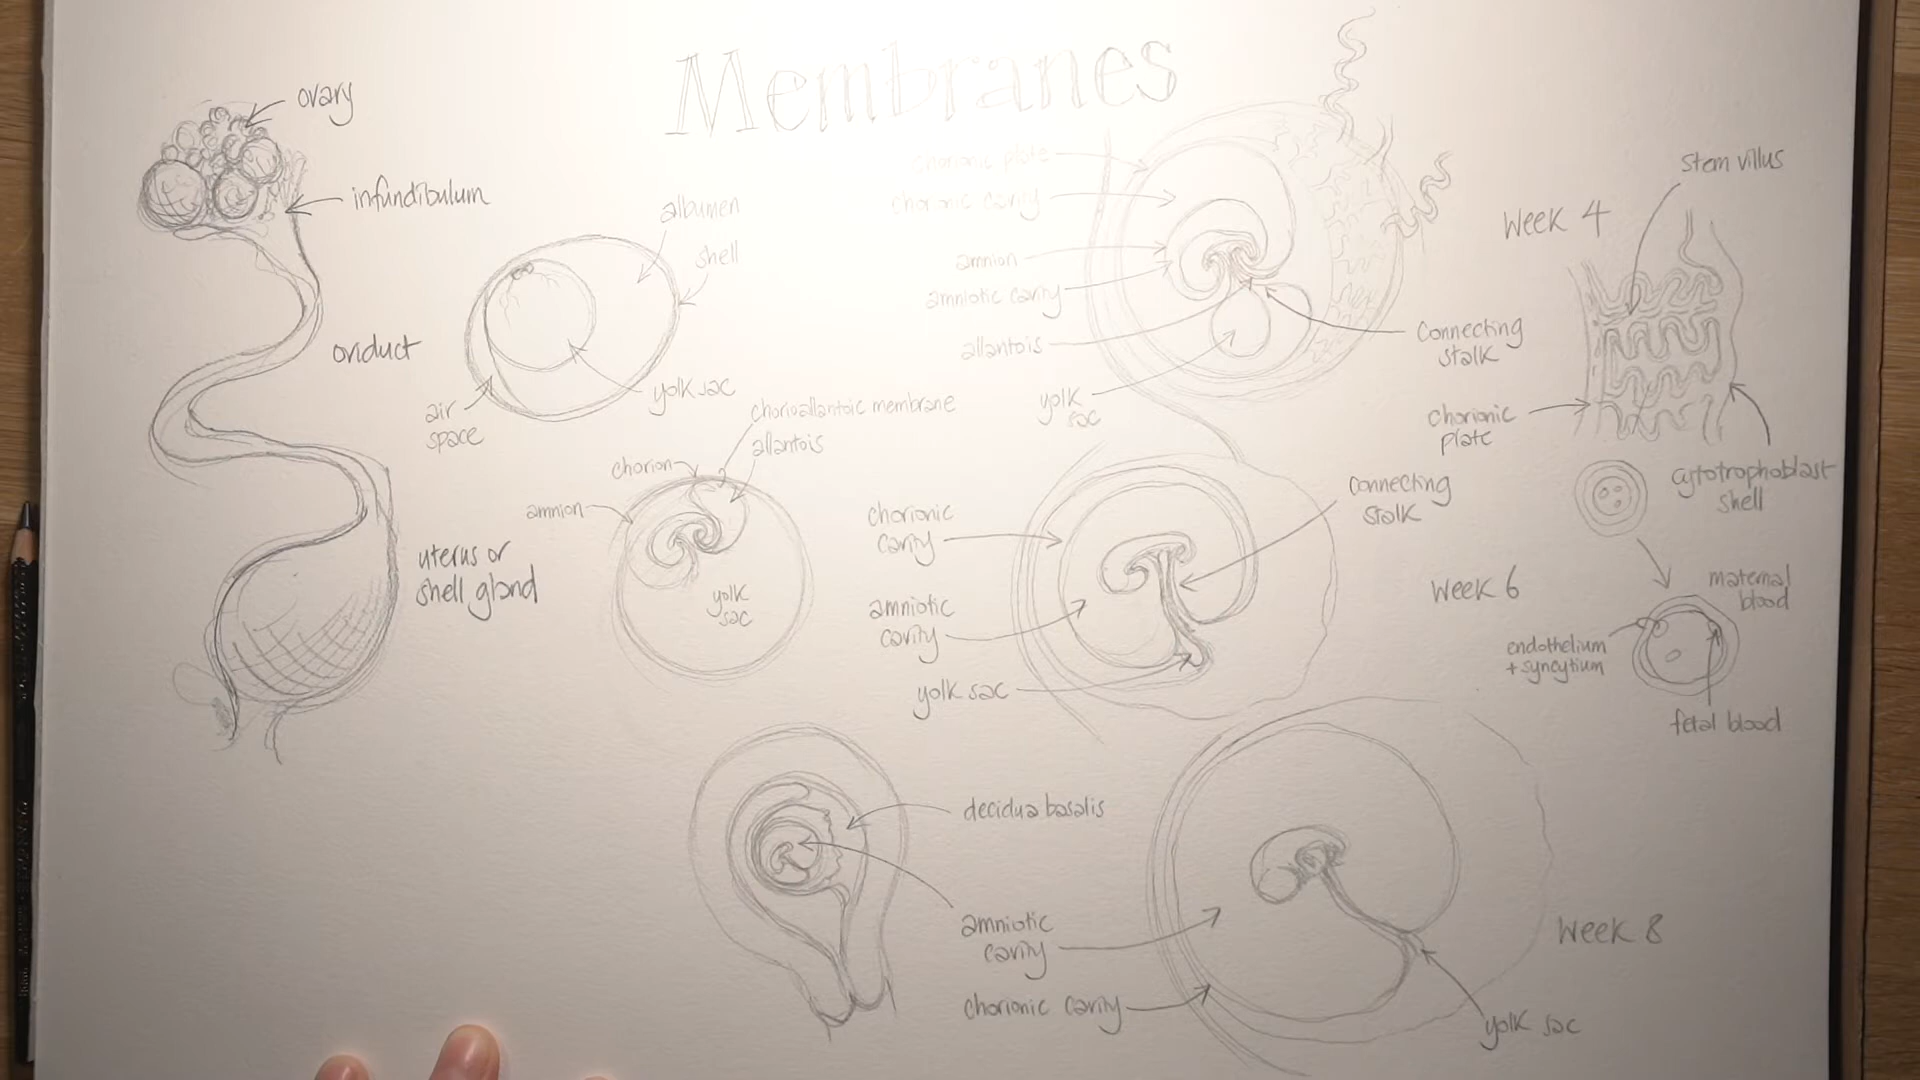 Membranes
ovary
infundibulum
oviduct
uterus or
shell gland
albumen
shell
yolk sac
air
space
chorioallantoic membrane
allantois
chorion
amnion
yolk
sac
chorionic plate
chorionic cavity
amnion
amniotic cavity
allantois
yolk
sac
Connecting
stalk
Week 4
stem villus
chorionic
plate
cytotrophoblast
shell
chorionic
cavity
amniotic
cavity
yolk sac
Connecting
stalk
Week 6
maternal
blood
endothelium
+ syncytium
fetal blood
decidua basalis
amniotic
cavity
chorionic cavity
Week 8
yolk sac